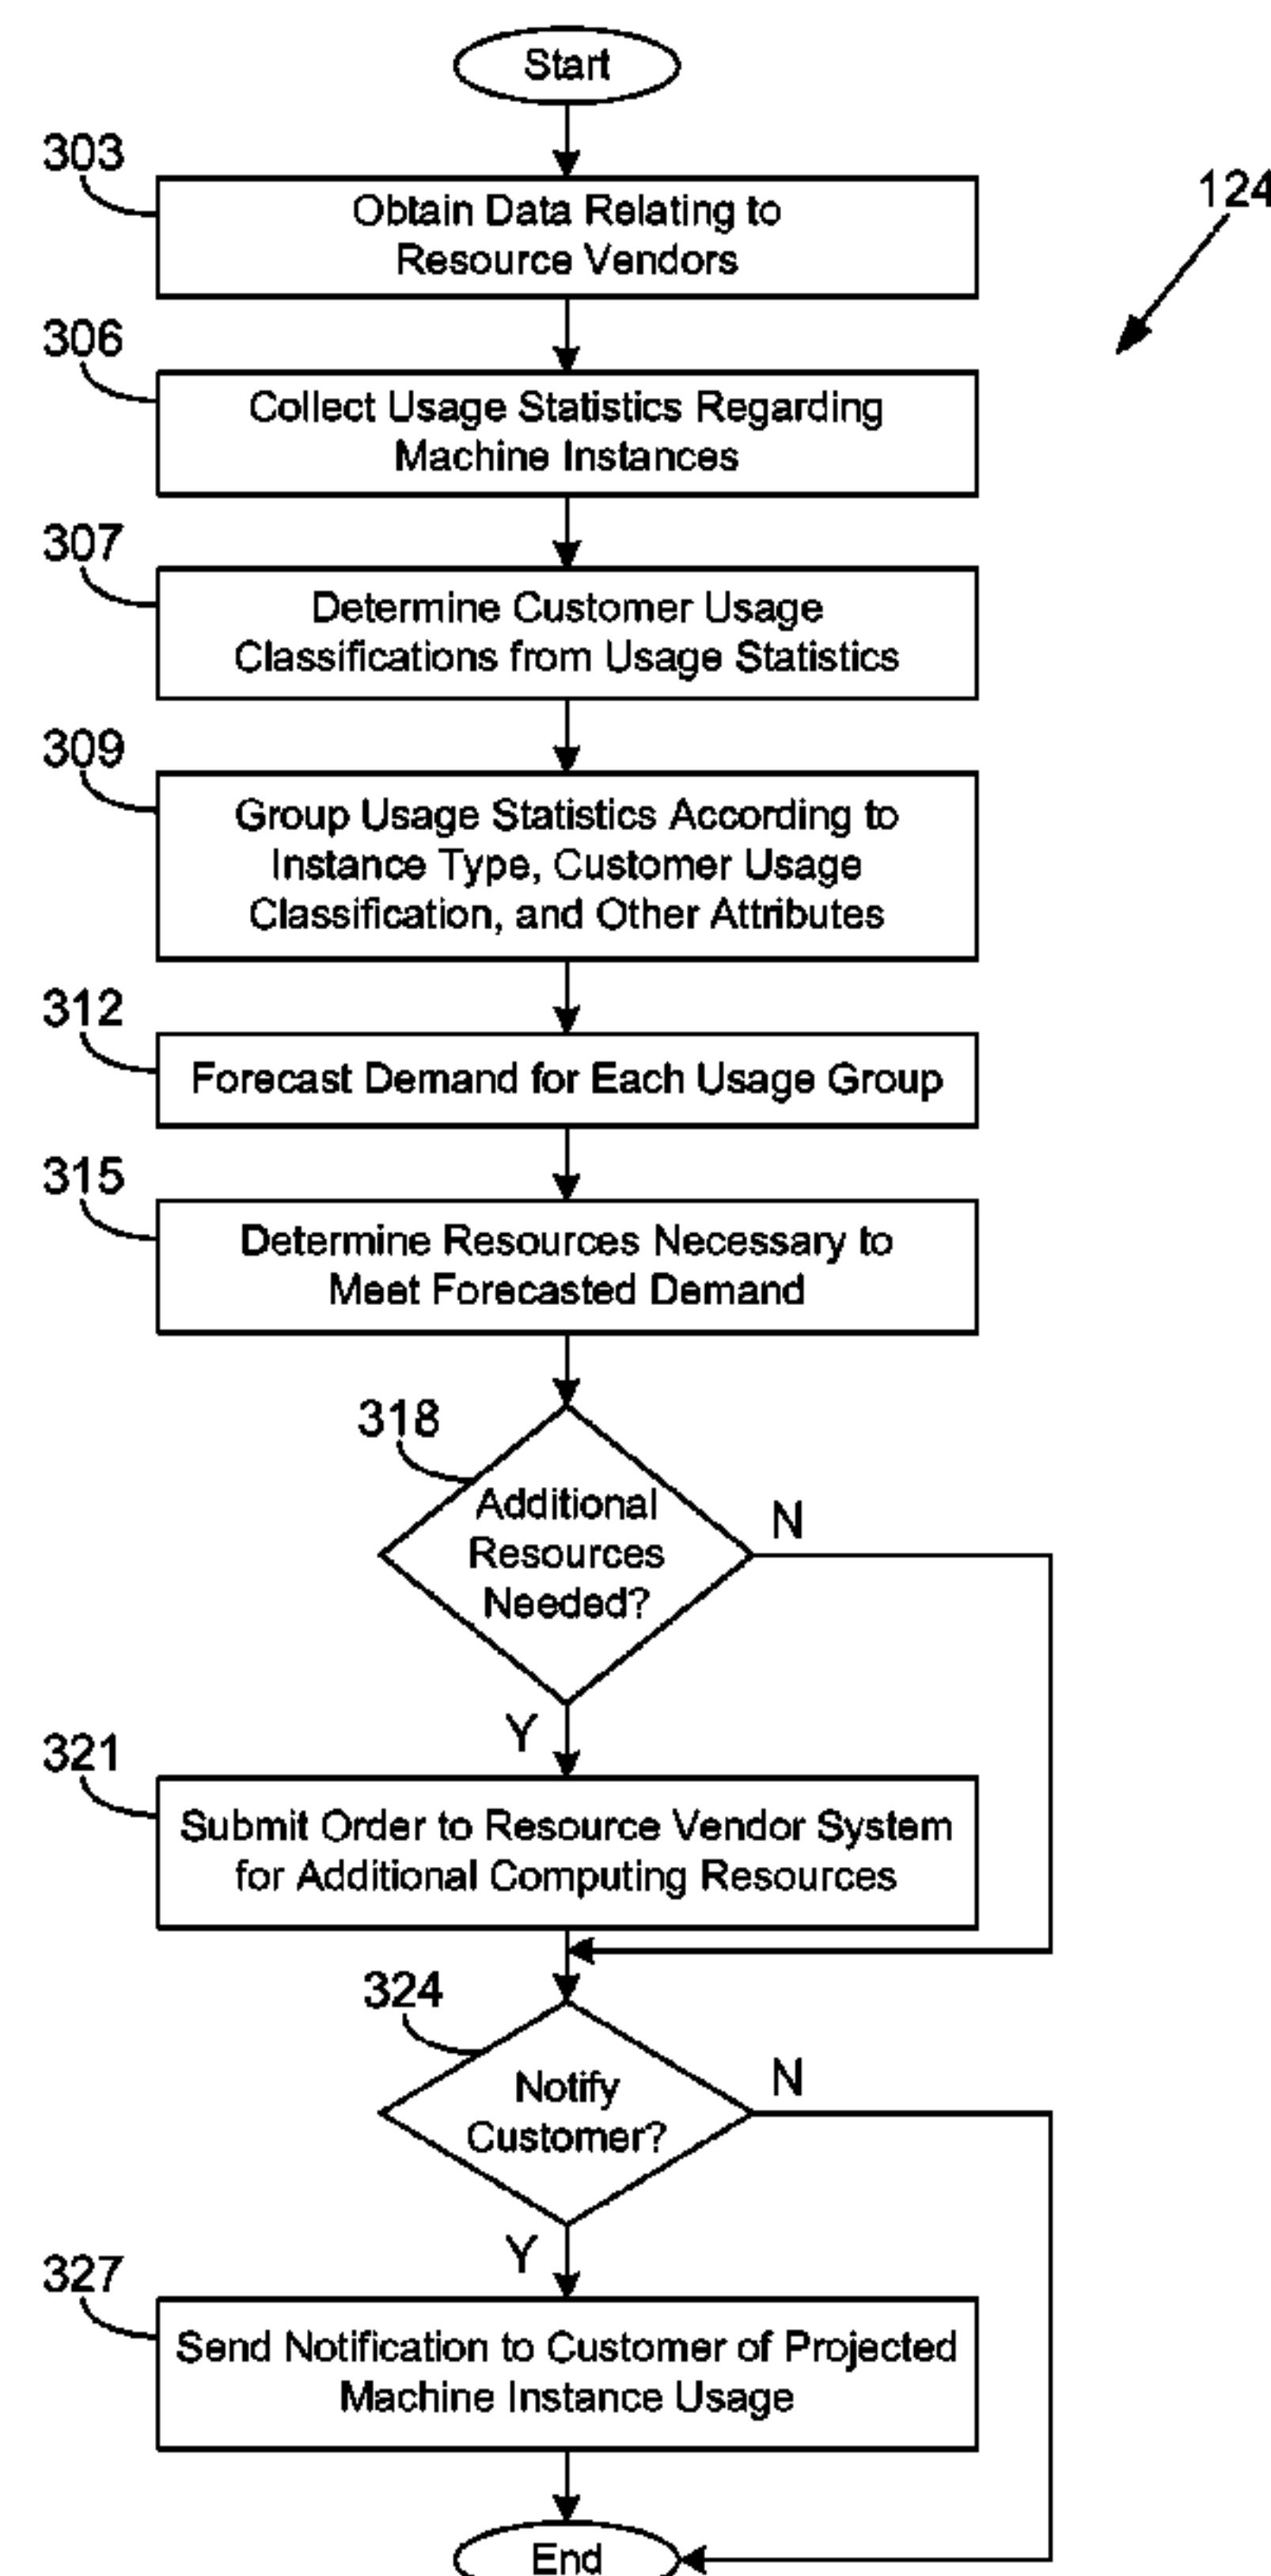 Start
303
124
Obtain Data Relating to
Resource Vendors
306
Collect Usage Statistics Regarding
Machine Instances
307
Determine Customer Usage
Classifications from Usage Statistics
309
Group Usage Statistics According to
Instance Type, Customer Usage
Classification, and Other Attributes
312
Forecast Demand for Each Usage Group
315
Determine Resources Necessary to
Meet Forecasted Demand
318
Additional
Resources
Needed?
N
Y
321
Submit Order to Resource Vendor System
for Additional Computing Resources
324
Notify
Customer?
N
Y
327
Send Notification to Customer of Projected
Machine Instance Usage
End